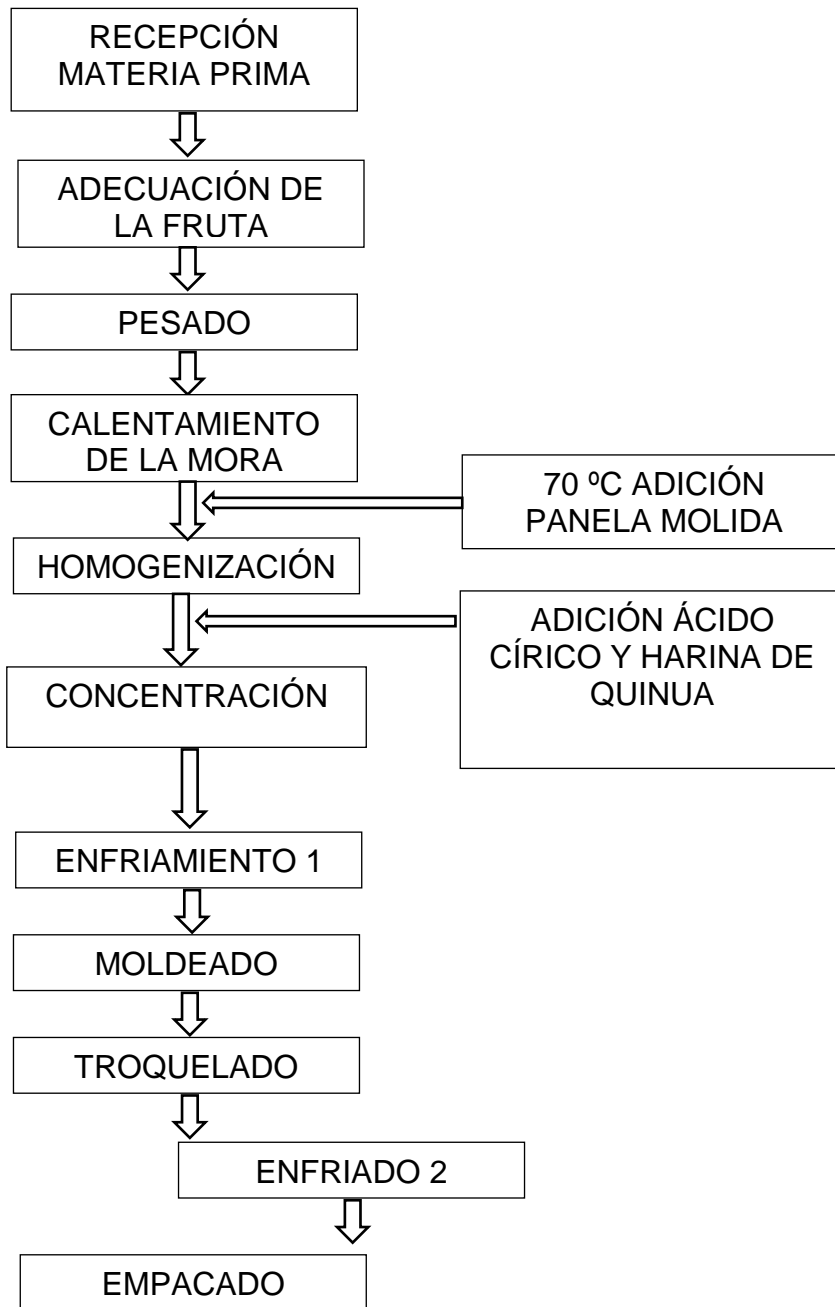 RECEPCIÓN
MATERIA PRIMA
ADECUACIÓN DE
LA FRUTA
PESADO
CALENTAMIENTO
DE LA MORA
70 ºC ADICIÓN
PANELA MOLIDA
HOMOGENIZACIÓN
ADICIÓN ÁCIDO
CÍRICO Y HARINA DE
QUINUA
CONCENTRACIÓN
ENFRIAMIENTO 1
MOLDEADO
TROQUELADO
ENFRIADO 2
EMPACADO